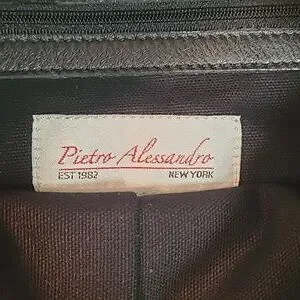 Pietro Alessandro
EST 1982 NEW YORK